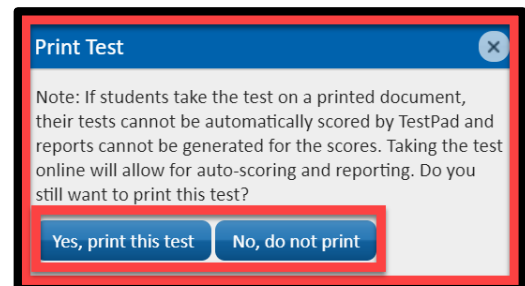 Print Test
Note: If students take the test on a printed document,
their tests cannot be automatically scored by TestPad and
reports cannot be generated for the scores. Taking the test
online will allow for auto-scoring and reporting. Do you
still want to print this test?
Yes, print this test No, do not print